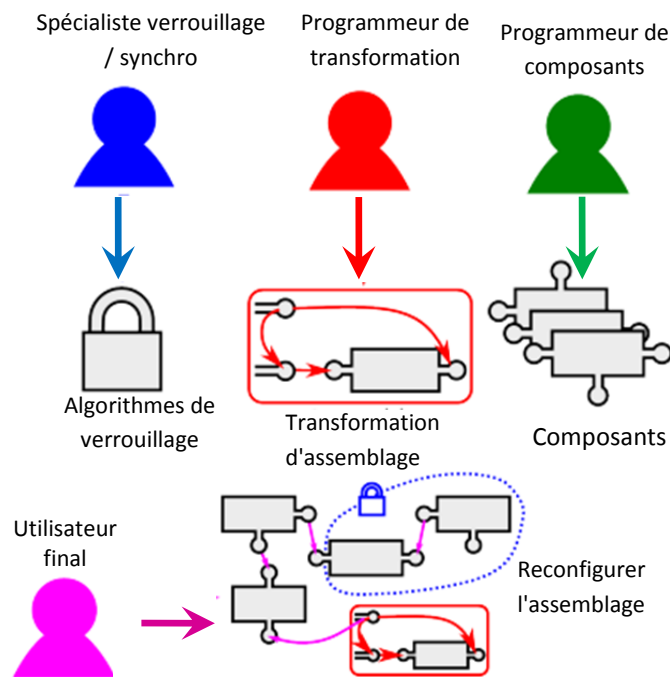 Spécialiste verrouillage
/ synchro
Programmeur de
transformation
Programmeur de
composants
Algorithmes de
verrouillage
Transformation
d'assemblage
Composants
Utilisateur
final
Reconfigurer
l'assemblage